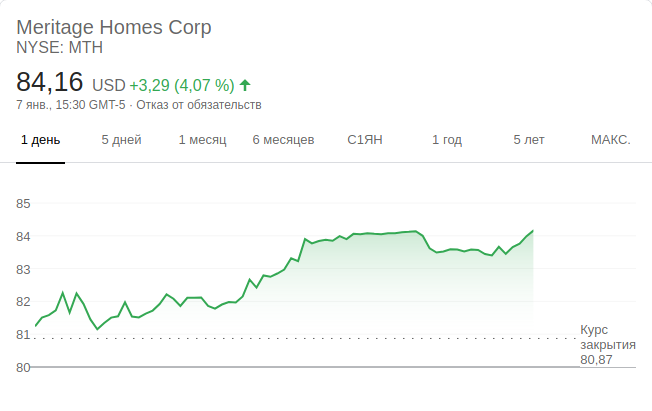 Meritage Homes Corp
NYSE: MTH
84,16 USD +3,29 (4,07 %)
7 янв., 15:30 GMT-5 · Отказ от обязательств
1 день 5 дней 1 месяц 6 месяцев С1ЯН 1 год 5 лет МАКС.
85
84
83
82
81
80
Курс
закрытия
80,87